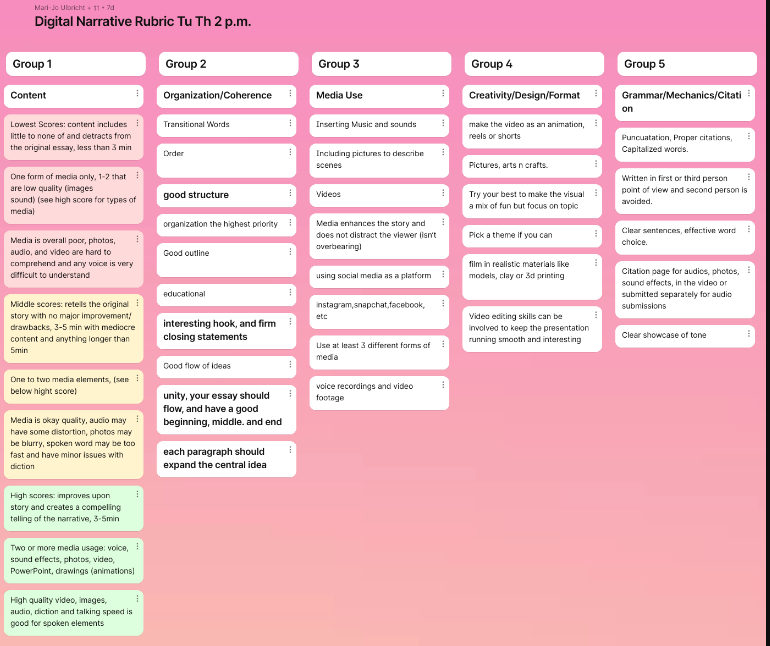 Mari-Jo Ulbricht • 11 • 7d
Digital Narrative Rubric Tu Th 2 p.m.
Group 1
Content
Lowest Scores: content includes
little to none of and detracts from
the original essay, less than 3 min
One form of media only, 1-2 that
are low quality (images
sound) (see high score for types of
media)
Media is overall poor, photos,
audio, and video are hard to
comprehend and any voice is very
difficult to understand
Middle scores: retells the original
story with no major improvement/
drawbacks, 3-5 min with mediocre
content and anything longer than
5min
One to two media elements, (see
below hight score)
Media is okay quality, audio may
have some distortion, photos may
be blurry, spoken word may be too
fast and have minor issues with
diction
High scores: improves upon
story and creates a compelling
telling of the narrative, 3-5min
Two or more media usage: voice,
sound effects, photos, video,
PowerPoint, drawings (animations)
High quality video, images,
audio, diction and talking speed is
good for spoken elements
Group 2
Organization/Coherence
Transitional Words
Order
good structure
organization the highest priority
Good outline
educational
interesting hook, and firm
closing statements
Good flow of ideas
unity, your essay should
flow, and have a good
beginning, middle. and end
each paragraph should
expand the central idea
Group 3
Media Use
Inserting Music and sounds
Including pictures to describe
scenes
Videos
Media enhances the story and
does not distract the viewer (isn't
overbearing)
using social media as a platform
instagram,snapchat,facebook,
etc
Use at least 3 different forms of
media
voice recordings and video
footage
Group 4
Creativity/Design/Format
make the video as an animation,
reels or shorts
Pictures, arts n crafts.
Try your best to make the visual
a mix of fun but focus on topic
Pick a theme if you can
film in realistic materials like
models, clay or 3d printing
Video editing skills can be
involved to keep the presentation
running smooth and interesting
Group 5
Grammar/Mechanics/Citati
on
Puncuatation, Proper citations,
Capitalized words.
Written in first or third person
point of view and second person is
avoided.
Clear sentences, effective word
choice.
Citation page for audios, photos,
sound effects, in the video or
submitted separately for audio
submissions
Clear showcase of tone